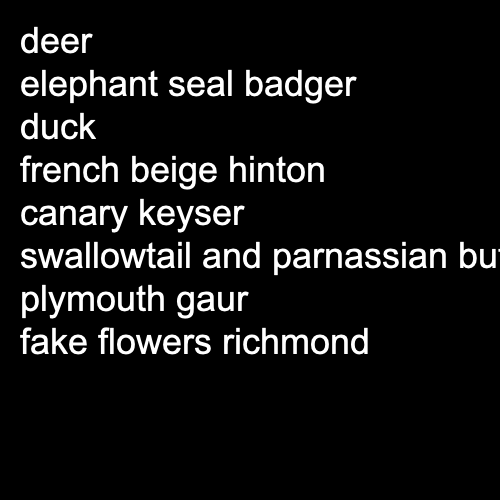 deer
elephant seal badger
duck
french beige hinton
canary keyser
swallowtail and parnassian
plymouth gaur
fake flowers richmond